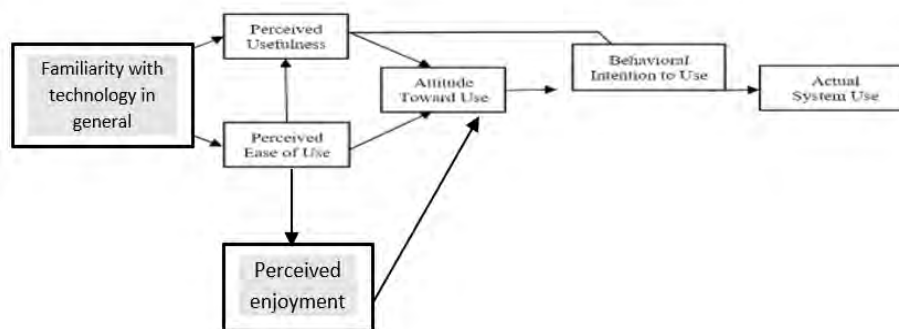 Familiarity with
technology in
general
Perceived
Usefulness
Perceived
Ease of Use
Attitude
Toward Use
Behavioral
Intention to Use
Actual
System Use
Perceived
enjoyment